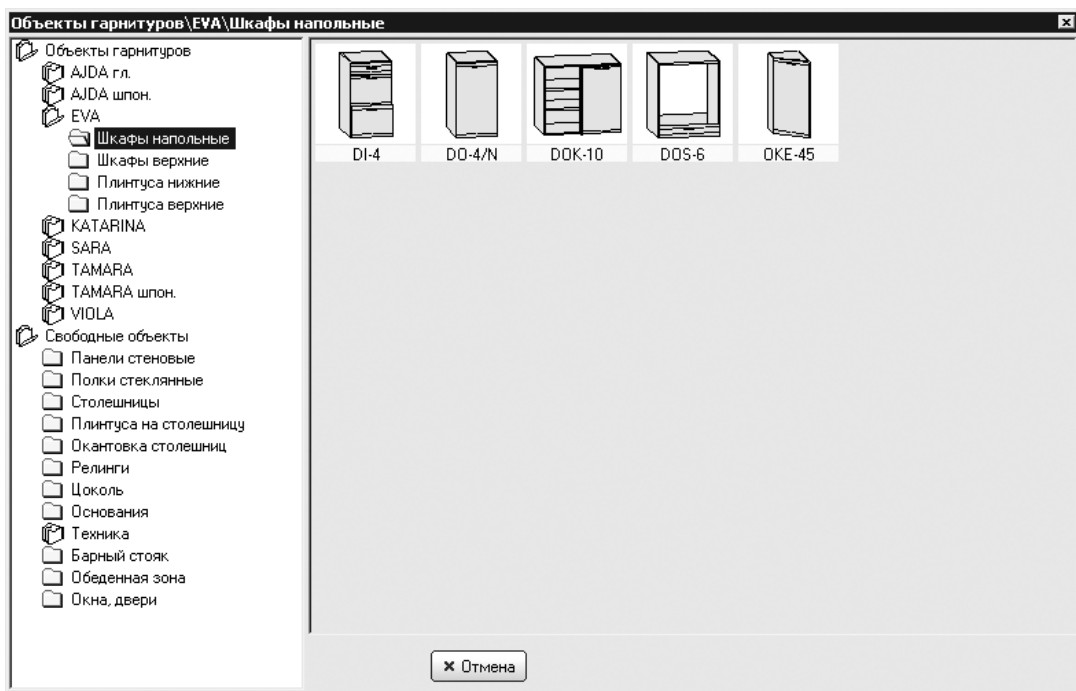 Объекты гарнитуров\EVA\Шкафы напольные
Объекты гарнитуров
AJDA гл.
AJDA шпон.
EVA
Шкафы напольные
Шкафы верхние
Плинтуса нижние
Плинтуса верхние
KATARINA
SARA
TAMARA
TAMARA шпон.
VIOLA
Свободные объекты
Панели стеновые
Полки стеклянные
Столешницы
Плинтуса на столешницу
Окантовка столешниц
Релинги
Цоколь
Основания
Техника
Барный стояк
Обеденная зона
Окна, двери
DI-4 DO-4/N DOK-10 DOS-6 OKE-45
Отмена